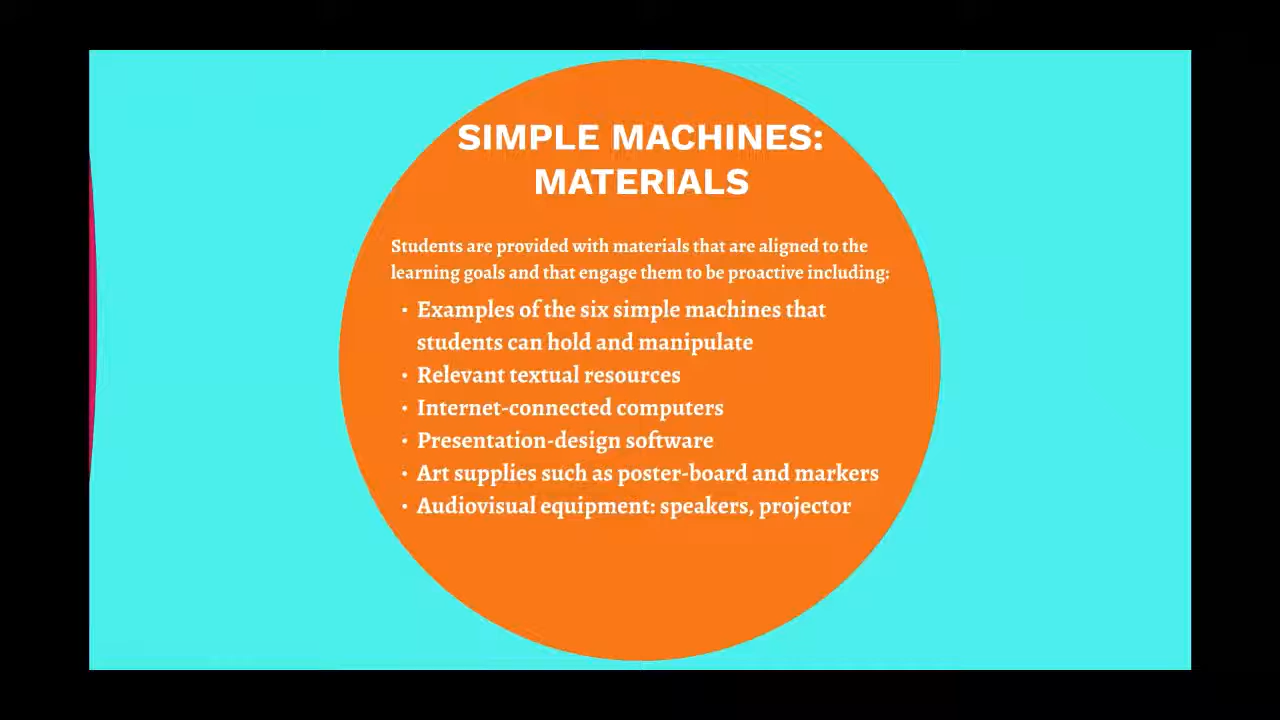 SIMPLE MACHINES:
MATERIALS
Students are provided with materials that are aligned to the
learning goals and that engage them to be proactive including:
• Examples of the six simple machines that
students can hold and manipulate
• Relevant textual resources
• Internet-connected computers
• Presentation-design software
• Art supplies such as poster-board and markers
• Audiovisual equipment: speakers, projector